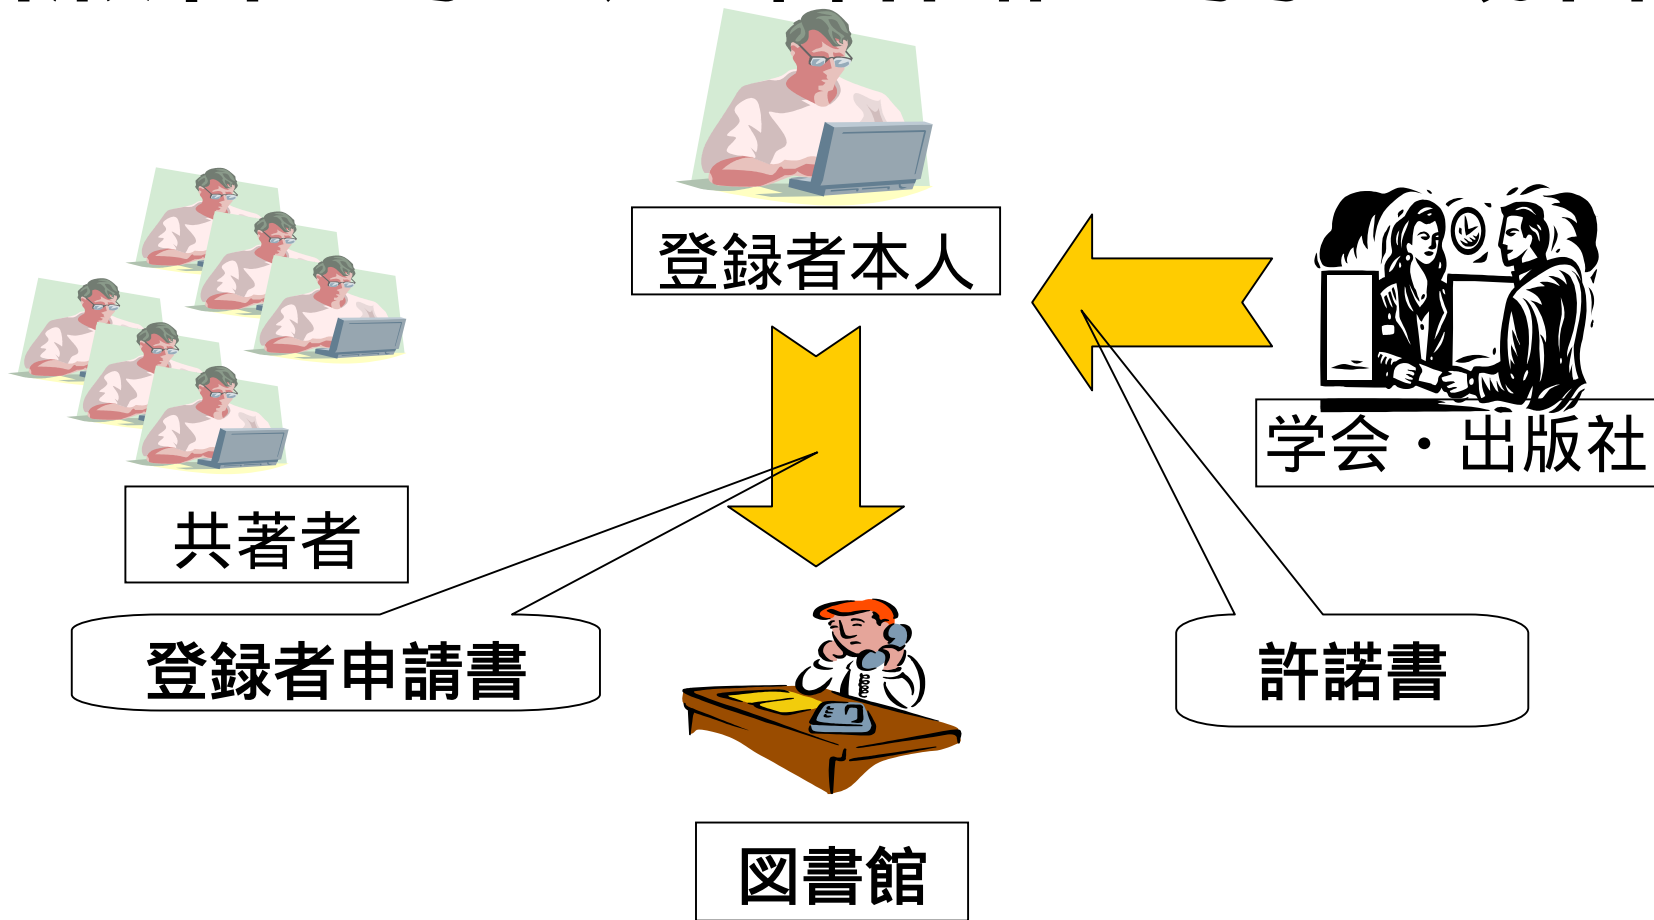 登録者本人
学会・出版社
共著者
登録者申請書
許諾書
図書館